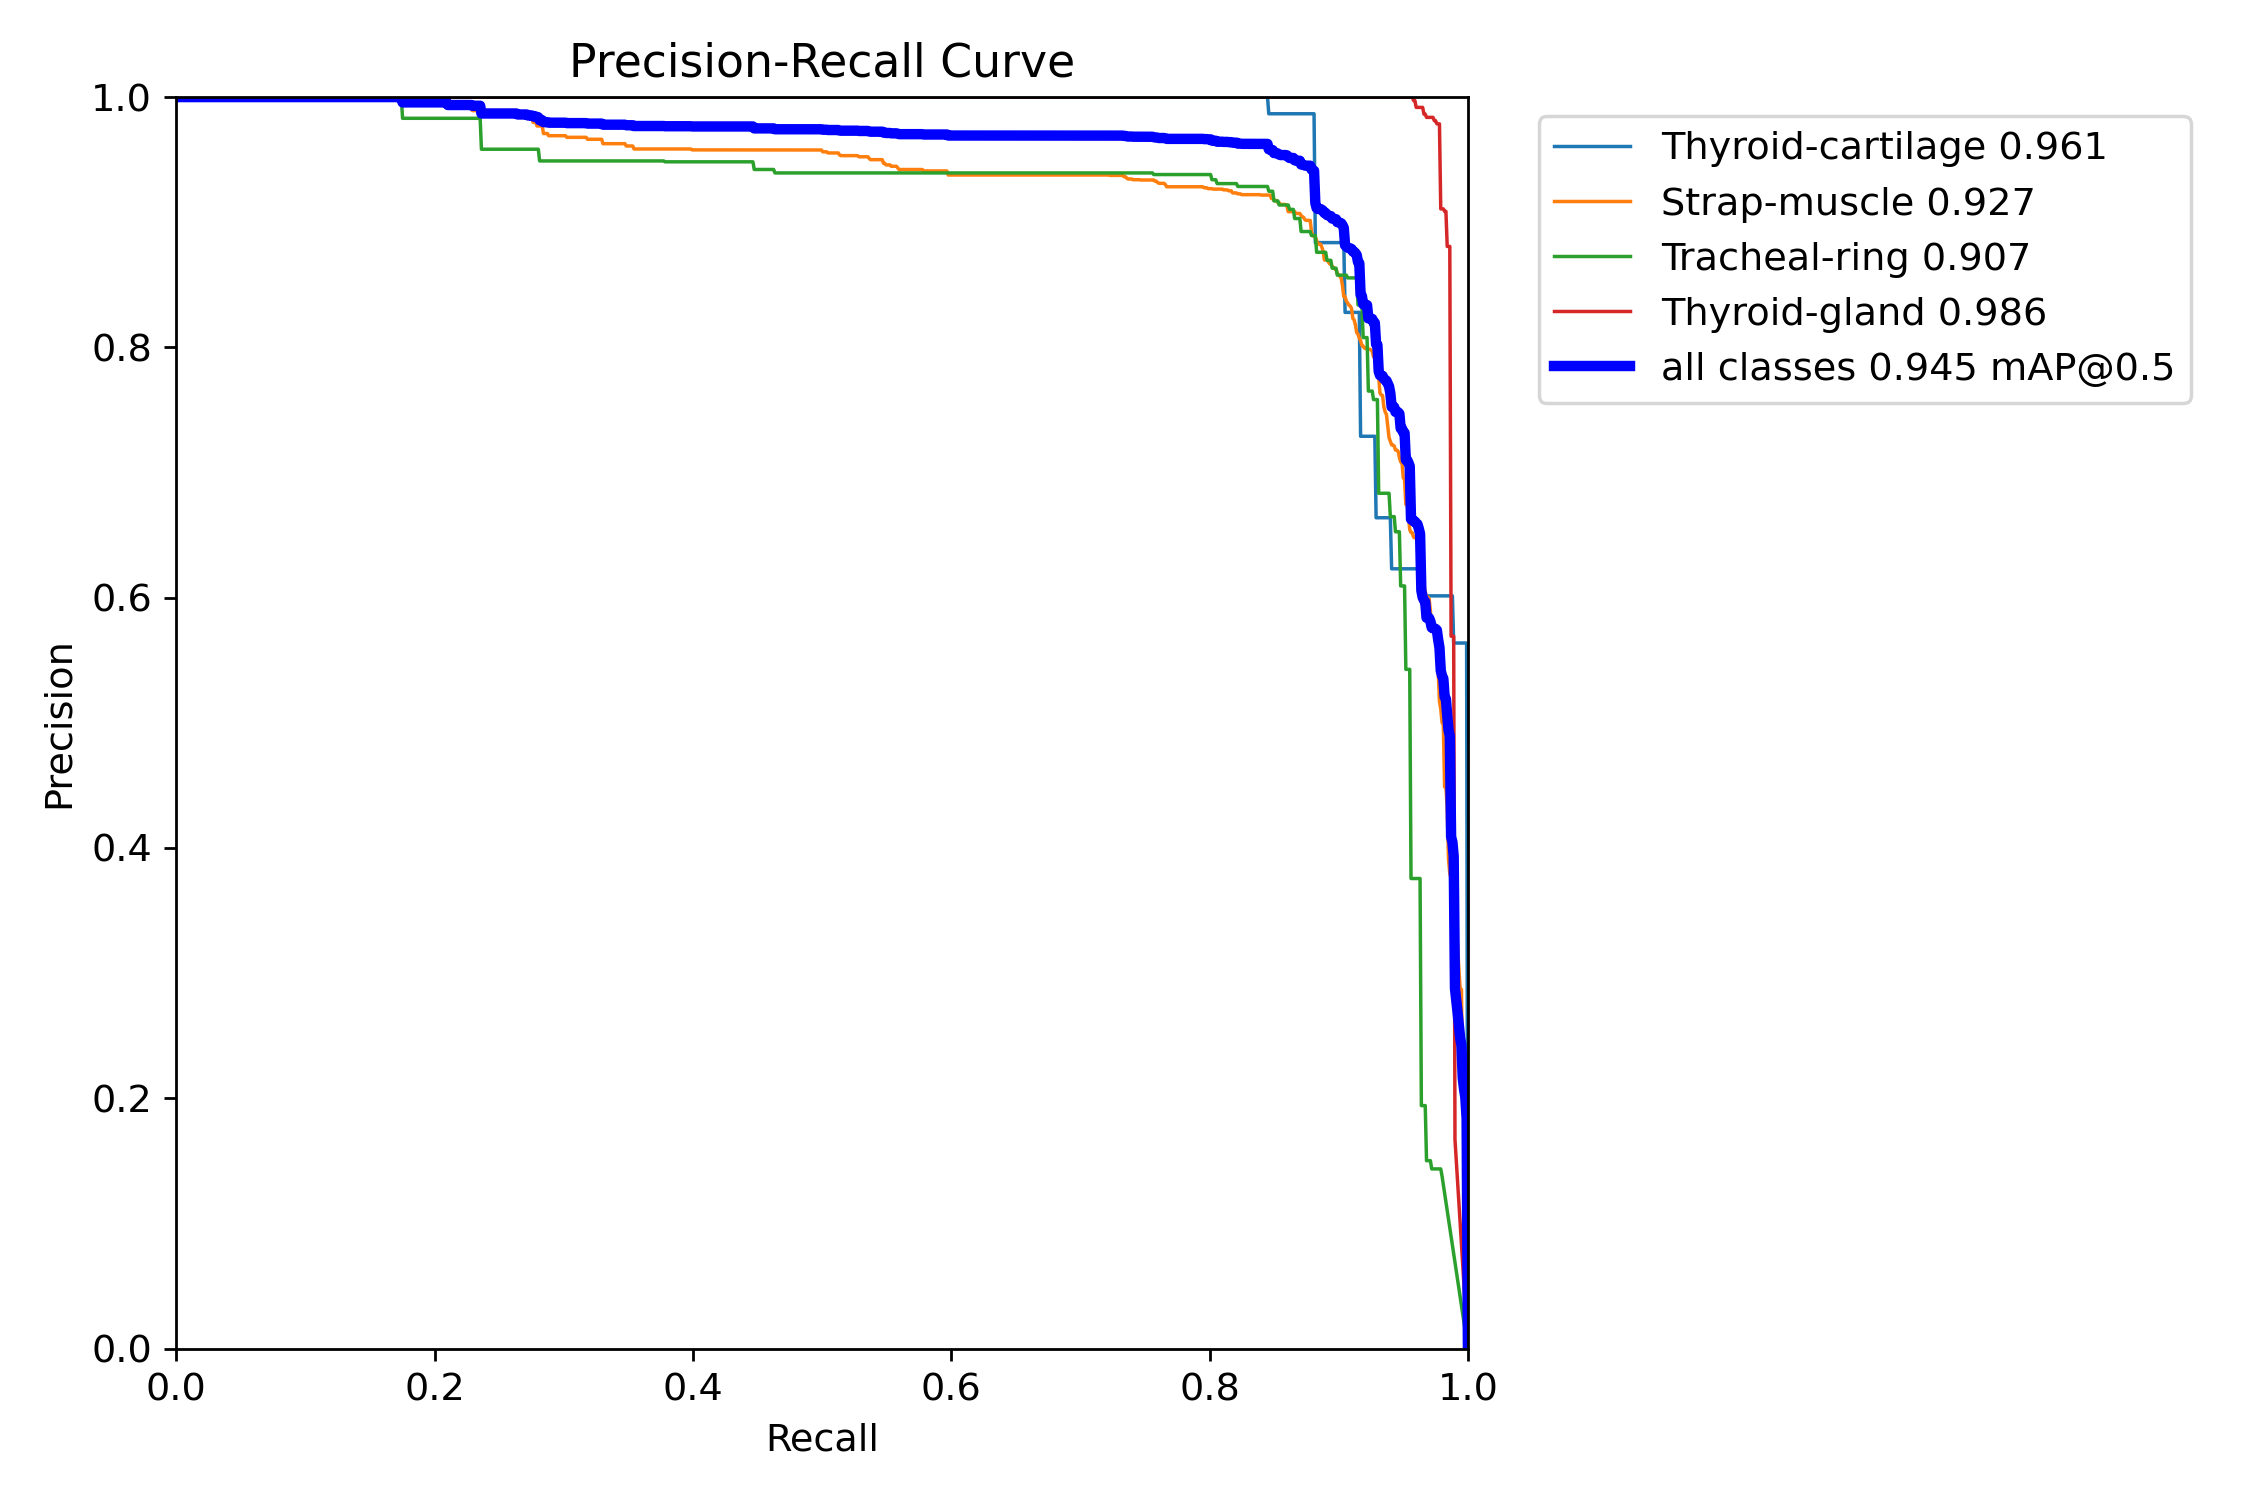 Precision-Recall Curve
1.0
0.8
0.6
0.4
0.2
0.0
Precision
0.0 0.2 0.4 0.6 0.8 1.0
Recall
Thyroid-cartilage 0.961
Strap-muscle 0.927
Tracheal-ring 0.907
Thyroid-gland 0.986
all classes 0.945 mAP@0.5